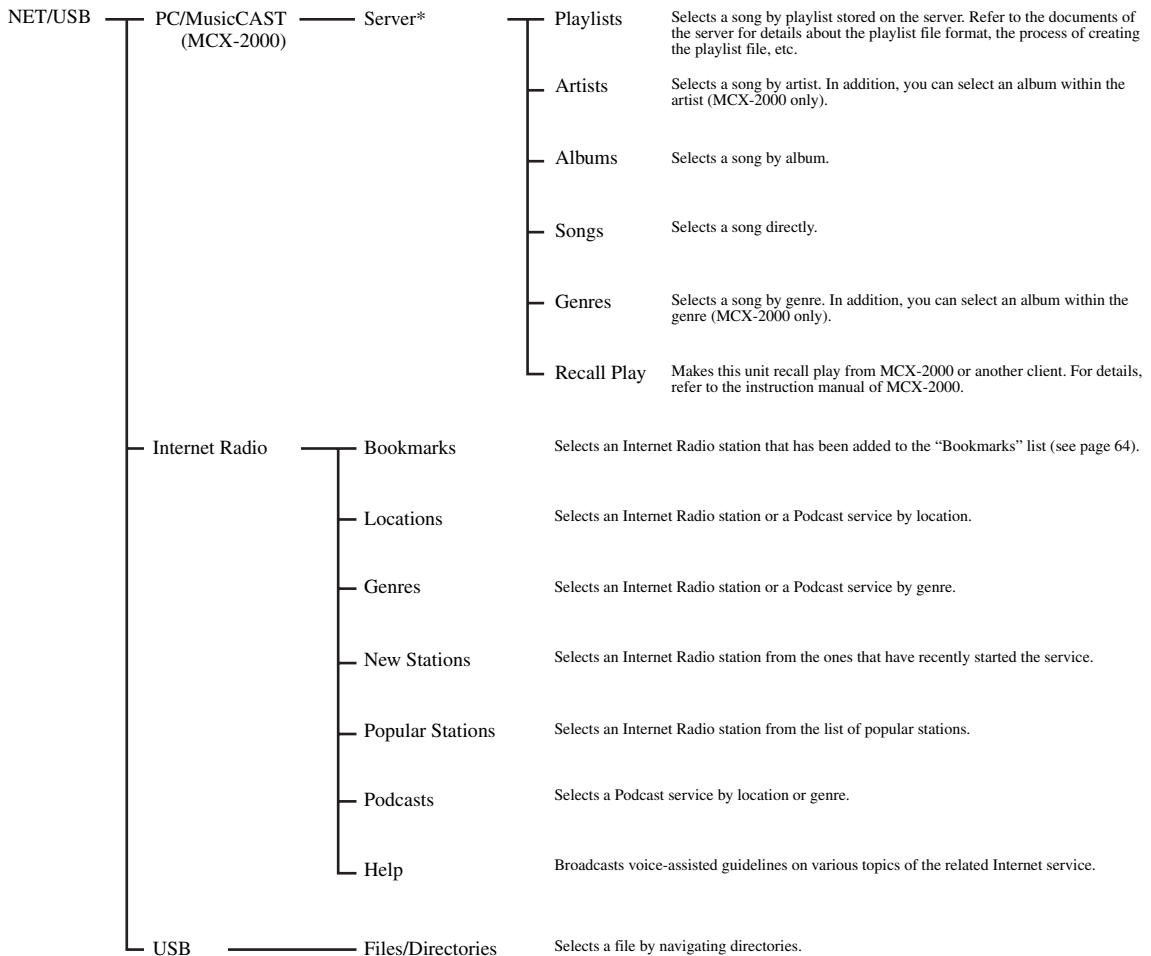 NET/USB
PC/MusicCAST
(MCX-2000)
Server*
Playlists
Selects a song by playlist stored on the server. Refer to the documents of
the server for details about the playlist file format, the process of creating
the playlist file, etc.
Artists
Selects a song by artist. In addition, you can select an album within the
artist (MCX-2000 only).
Albums
Selects a song by album.
Songs
Selects a song directly.
Genres
Selects a song by genre. In addition, you can select an album within the
genre (MCX-2000 only).
Recall Play
Makes this unit recall play from MCX-2000 or another client. For details,
refer to the instruction manual of MCX-2000.
Internet Radio
Bookmarks
Selects an Internet Radio station that has been added to the “Bookmarks” list (see page 64).
Locations
Selects an Internet Radio station or a Podcast service by location.
Genres
Selects an Internet Radio station or a Podcast service by genre.
New Stations
Selects an Internet Radio station from the ones that have recently started the service.
Popular Stations
Selects an Internet Radio station from the list of popular stations.
Podcasts
Selects a Podcast service by location or genre.
Help
Broadcasts voice-assisted guidelines on various topics of the related Internet service.
USB
Files/Directories
Selects a file by navigating directories.